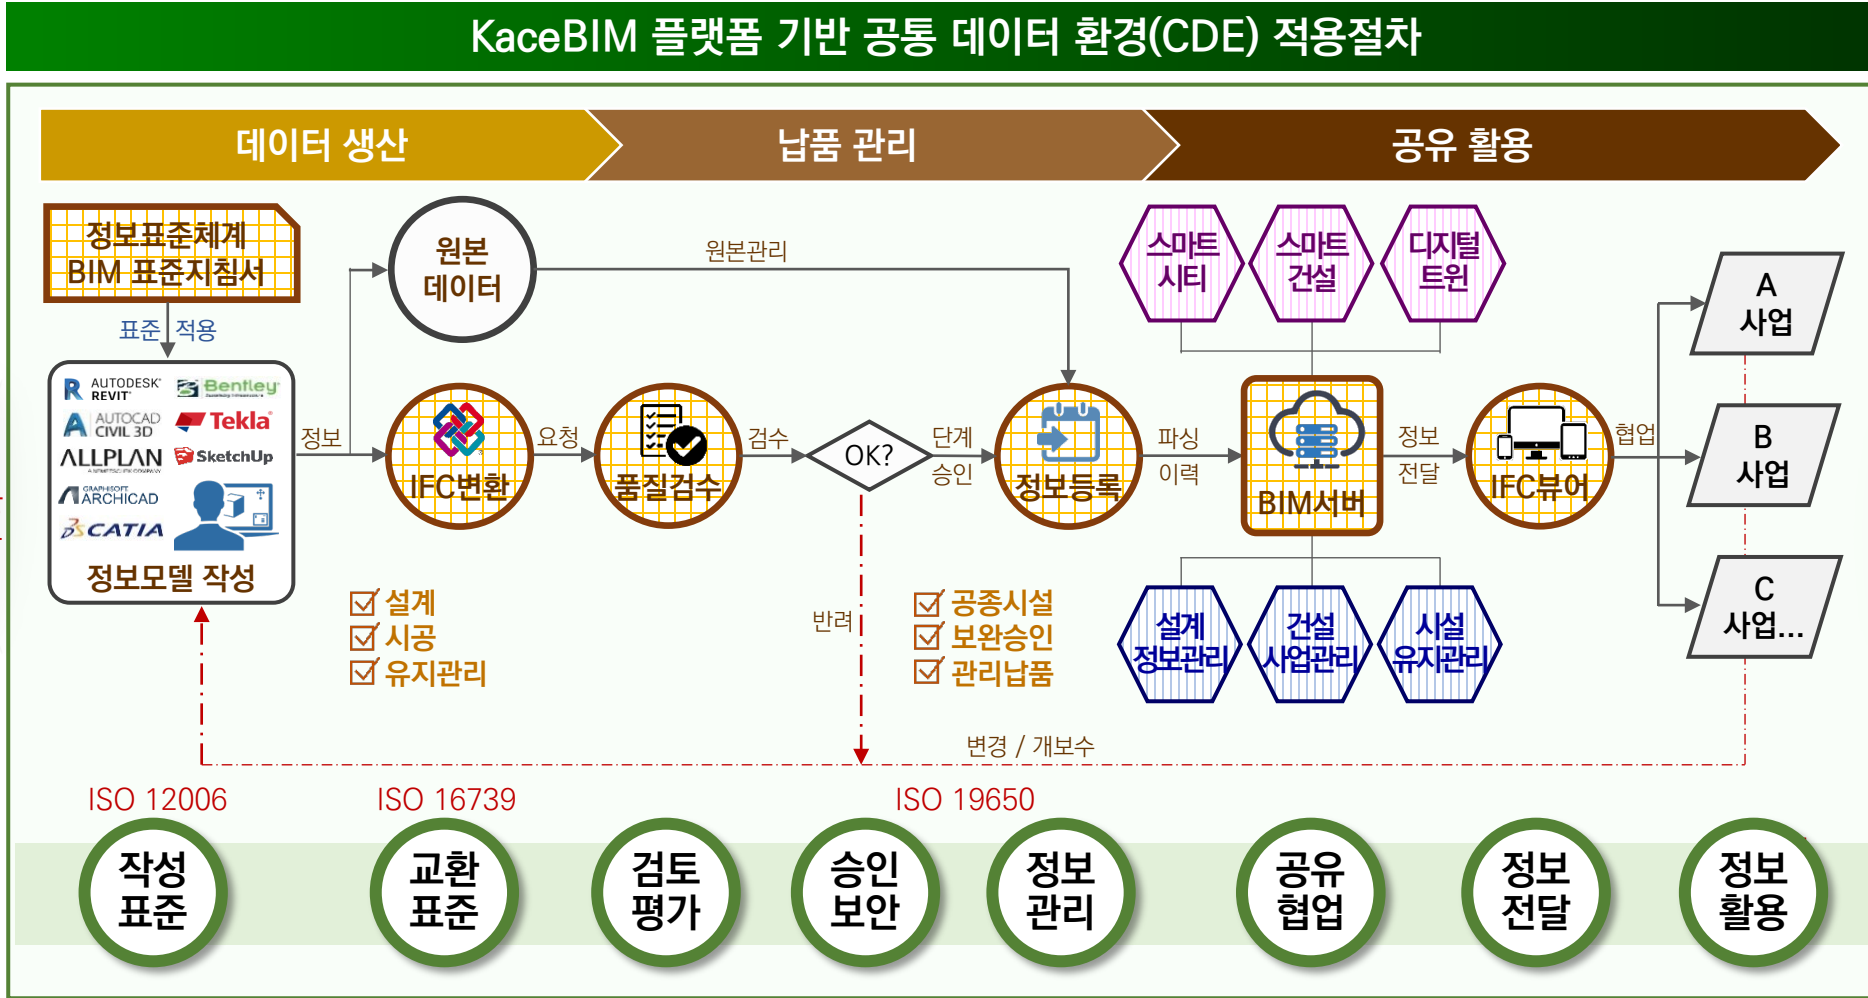 KaceBIM 플랫폼 기반 공통 데이터 환경(CDE) 적용절차
데이터 생산
납품 관리
공유 활용
정보표준체계
BIM 표준지침서
표준 적용
AUTODESK
REVIT
Bentley
AUTOCAD
CIVIL 3D
Tekla
ALLPLAN
A NEMETSCHEK COMPANY
SketchUp
GRAPHISOFT
ARCHICAD
CATIA
정보모델 작성
정보
원본
데이터
원본관리
IFC변환
요청
품질검수
검수
OK?
단계
승인
정보등록
파싱
이력
스마트
시티
스마트
건설
디지털
트윈
BIM서버
정보
전달
IFC뷰어
협업
A
사업
B
사업
C
사업...
설계
시공
유지관리
반려
공종시설
보완승인
관리납품
설계
정보관리
건설
사업관리
시설
유지관리
변경 / 개보수
ISO 12006
ISO 16739
ISO 19650
작성
표준
교환
표준
검토
평가
승인
보안
정보
관리
공유
협업
정보
전달
정보
활용